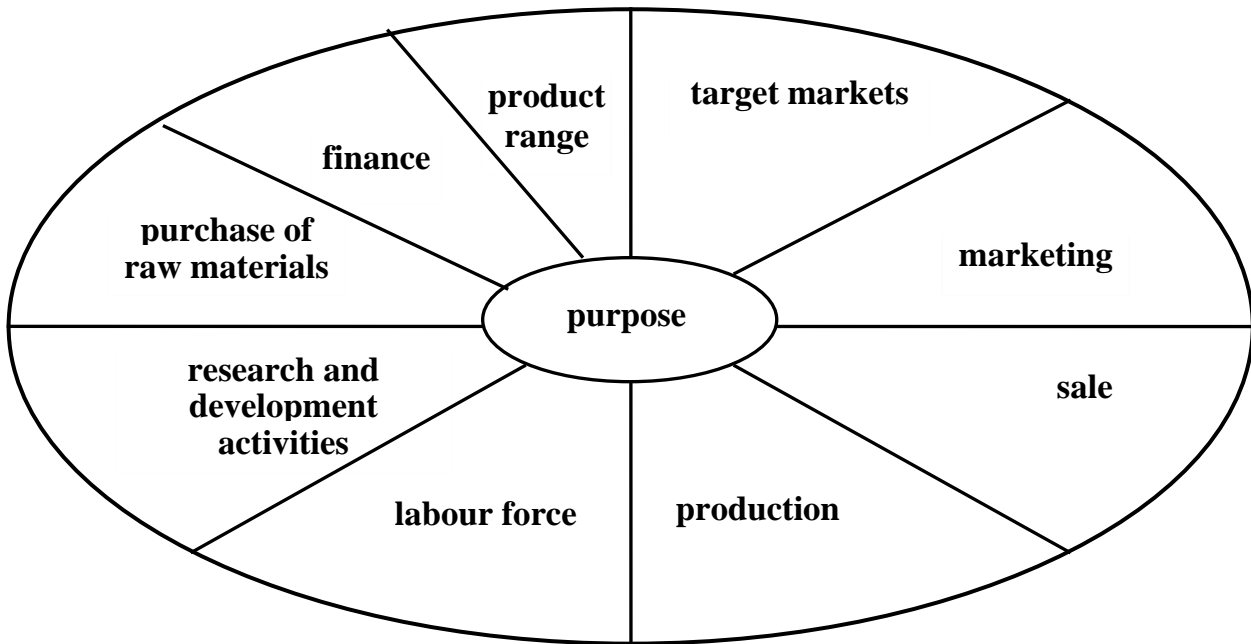 product
range
target markets
finance
purchase of
raw materials
marketing
purpose
research and
development
activities
sale
labour force
production